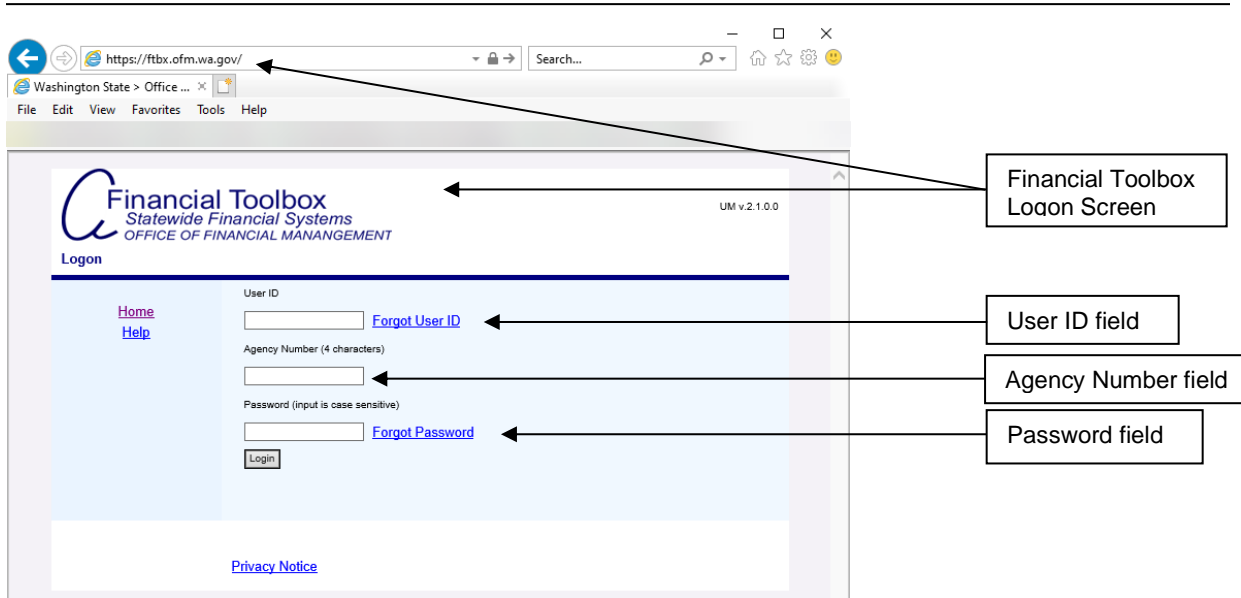 https://ftbx.ofm.wa.gov/
Search...
Washington State > Office ...
File Edit View Favorites Tools Help
Financial Toolbox
Statewide Financial Systems
OFFICE OF FINANCIAL MANANGEMENT
UM v.2.1.0.0
Logon
Financial Toolbox
Logon Screen
Home
Help
User ID
Forgot User ID
User ID field
Agency Number (4 characters)
Agency Number field
Password (input is case sensitive)
Forgot Password
Password field
Login
Privacy Notice